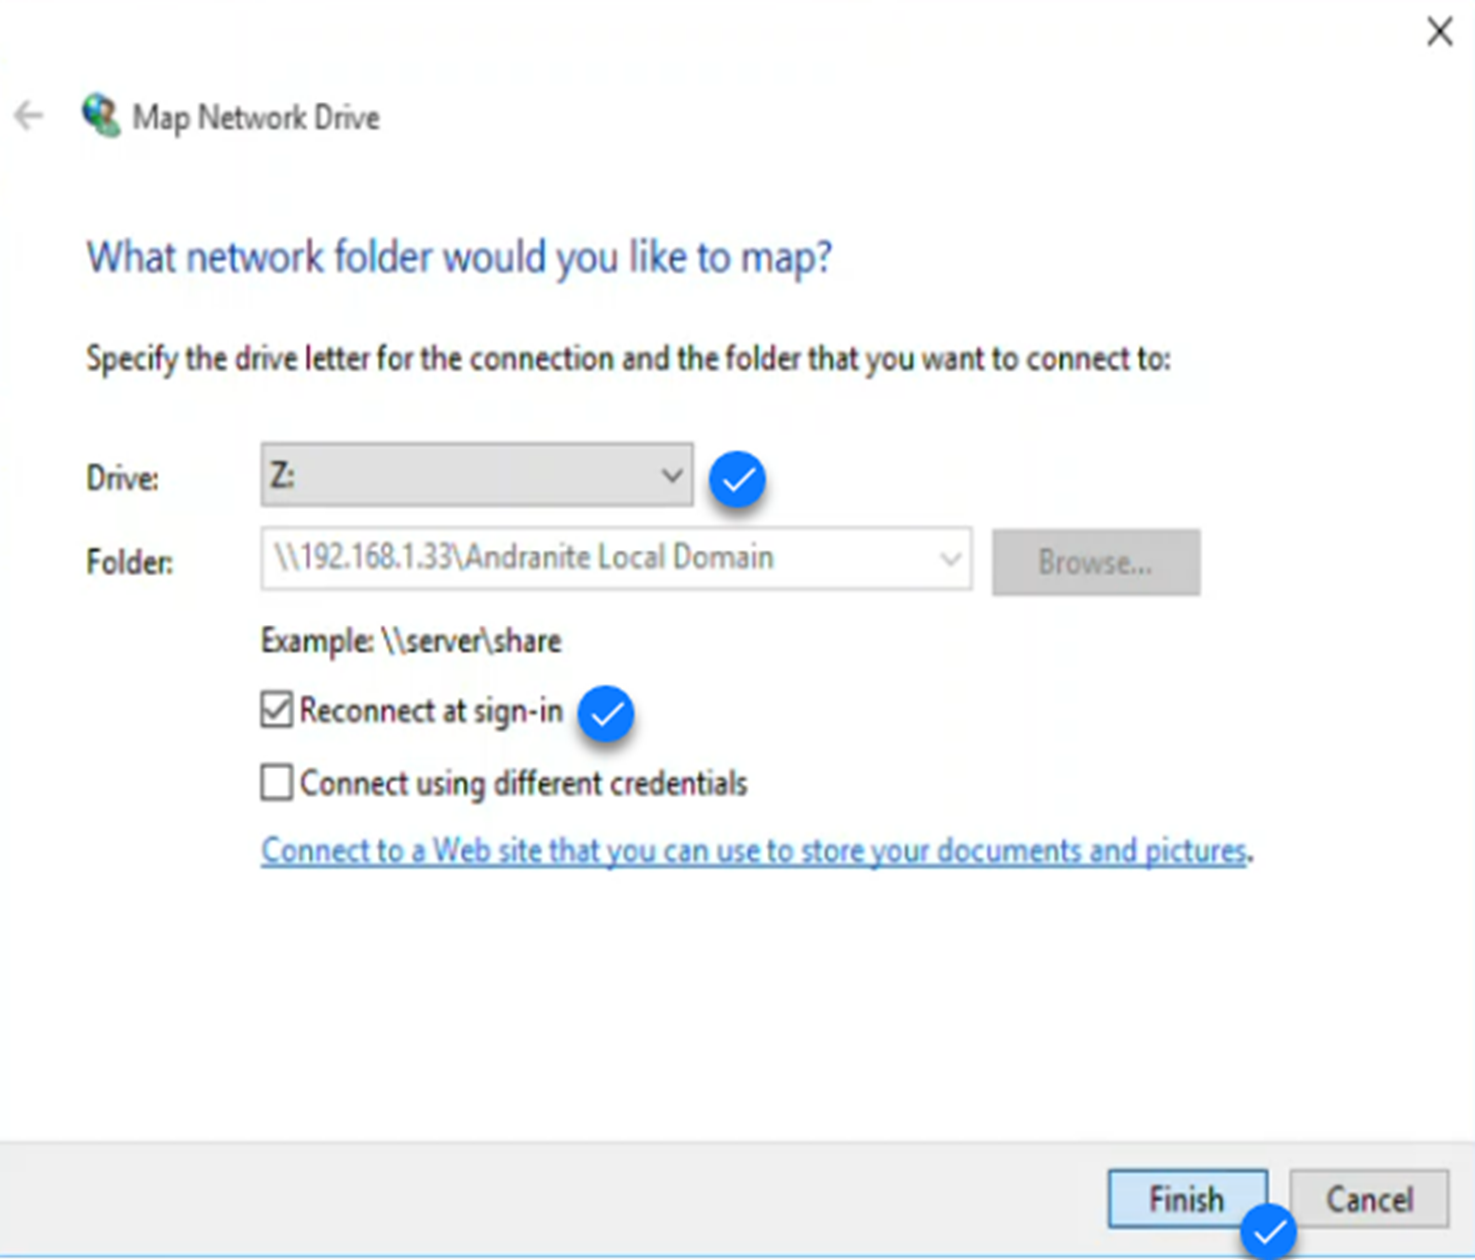 Map Network Drive
What network folder would you like to map?
Specify the drive letter for the connection and the folder that you want to connect to:
Drive: Z:
Folder: \\192.168.1.33\Andranite Local Domain Browse...
Example: \\server\share
Reconnect at sign-in
Connect using different credentials
Connect to a Web site that you can use to store your documents and pictures.
Finish Cancel